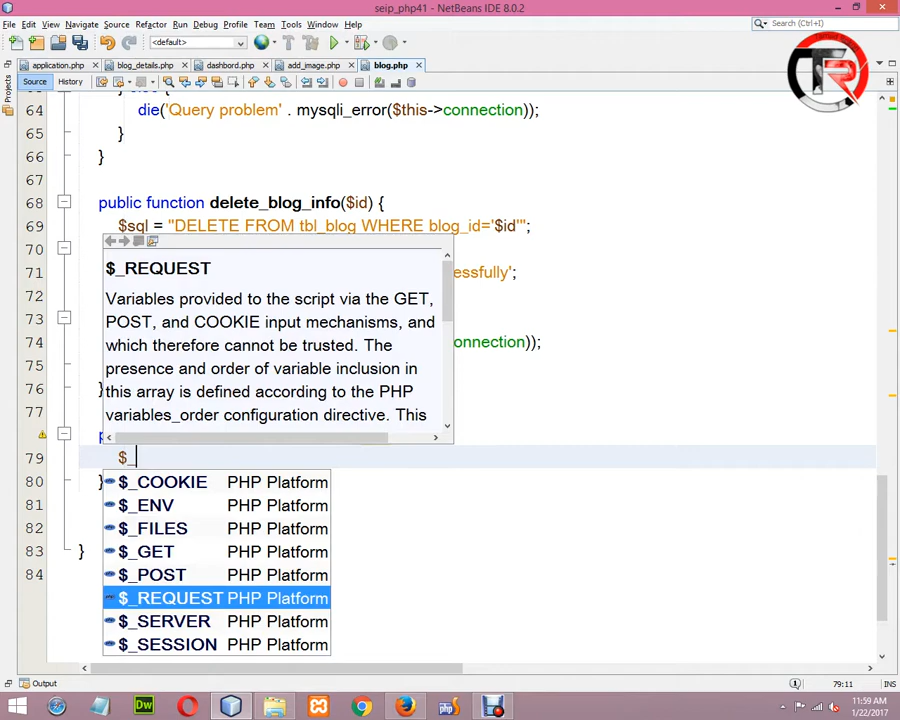 seip_php41 - NetBeans IDE 8.0.2
File Edit View Navigate Source Refactor Run Debug Profile Team Tools Window Help
Search (Ctrl+I)
<default>
application.php blog_details.php dashbord.php add_image.php blog.php
Source History
Projects
64 die('Query problem' . mysqli_error($this->connection));
65 }
66 }
67
68 public function delete_blog_info($id) {
69 $sql = "DELETE FROM tbl_blog WHERE blog_id='$id'";
70
71 essfully';
72
73
74 onnection));
75
76 }
77
79 $_
80 }
81
82
83 }
84
$_REQUEST
Variables provided to the script via the GET,
POST, and COOKIE input mechanisms, and
which therefore cannot be trusted. The
presence and order of variable inclusion in
this array is defined according to the PHP
variables_order configuration directive. This
$_COOKIE PHP Platform
$_ENV PHP Platform
$_FILES PHP Platform
$_GET PHP Platform
$_POST PHP Platform
$_REQUEST PHP Platform
$_SERVER PHP Platform
$_SESSION PHP Platform
Output
79:11 INS
11:59 AM
1/22/2017